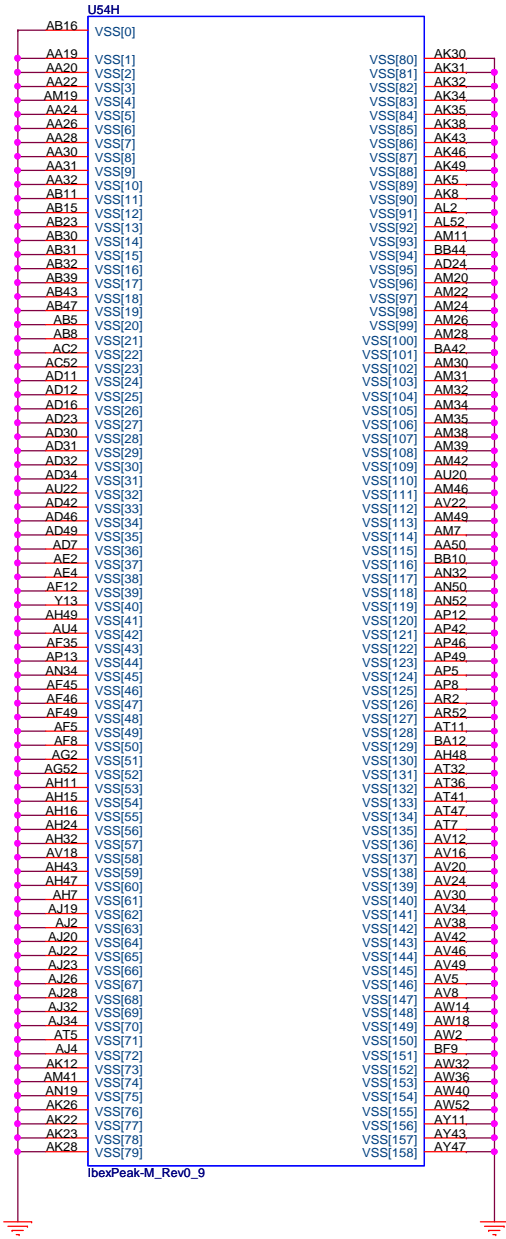 U54H
AB16 VSS[0]
AA19 VSS[1]
AA20 VSS[2]
AA22 VSS[3]
AM19 VSS[4]
AA24 VSS[5]
AA26 VSS[6]
AA28 VSS[7]
AA30 VSS[8]
AA31 VSS[9]
AA32 VSS[10]
AB11 VSS[11]
AB15 VSS[12]
AB23 VSS[13]
AB30 VSS[14]
AB31 VSS[15]
AB32 VSS[16]
AB39 VSS[17]
AB43 VSS[18]
AB47 VSS[19]
AB5 VSS[20]
AB8 VSS[21]
AC2 VSS[22]
AC52 VSS[23]
AD11 VSS[24]
AD12 VSS[25]
AD16 VSS[26]
AD23 VSS[27]
AD30 VSS[28]
AD31 VSS[29]
AD32 VSS[30]
AD34 VSS[31]
AU22 VSS[32]
AD42 VSS[33]
AD46 VSS[34]
AD49 VSS[35]
AD7 VSS[36]
AE2 VSS[37]
AE4 VSS[38]
AF12 VSS[39]
Y13 VSS[40]
AH49 VSS[41]
AU4 VSS[42]
AF35 VSS[43]
AP13 VSS[44]
AN34 VSS[45]
AF45 VSS[46]
AF46 VSS[47]
AF49 VSS[48]
AF5 VSS[49]
AF8 VSS[50]
AG2 VSS[51]
AG52 VSS[52]
AH11 VSS[53]
AH15 VSS[54]
AH16 VSS[55]
AH24 VSS[56]
AH32 VSS[57]
AV18 VSS[58]
AH43 VSS[59]
AH47 VSS[60]
AH7 VSS[61]
AJ19 VSS[62]
AJ2 VSS[63]
AJ20 VSS[64]
AJ22 VSS[65]
AJ23 VSS[66]
AJ26 VSS[67]
AJ28 VSS[68]
AJ32 VSS[69]
AJ34 VSS[70]
AT5 VSS[71]
AJ4 VSS[72]
AK12 VSS[73]
AM41 VSS[74]
AN19 VSS[75]
AK26 VSS[76]
AK22 VSS[77]
AK23 VSS[78]
AK28 VSS[79]
VSS[80] AK30
VSS[81] AK31
VSS[82] AK32
VSS[83] AK34
VSS[84] AK35
VSS[85] AK38
VSS[86] AK43
VSS[87] AK46
VSS[88] AK49
VSS[89] AK5
VSS[90] AK8
VSS[91] AL2
VSS[92] AL52
VSS[93] AM11
VSS[94] BB44
VSS[95] AD24
VSS[96] AM20
VSS[97] AM22
VSS[98] AM24
VSS[99] AM26
VSS[100] AM28
VSS[101] BA42
VSS[102] AM30
VSS[103] AM31
VSS[104] AM32
VSS[105] AM34
VSS[106] AM35
VSS[107] AM38
VSS[108] AM39
VSS[109] AM42
VSS[110] AU20
VSS[111] AM46
VSS[112] AV22
VSS[113] AM49
VSS[114] AM7
VSS[115] AA50
VSS[116] BB10
VSS[117] AN32
VSS[118] AN50
VSS[119] AN52
VSS[120] AP12
VSS[121] AP42
VSS[122] AP46
VSS[123] AP49
VSS[124] AP5
VSS[125] AP8
VSS[126] AR2
VSS[127] AR52
VSS[128] AT11
VSS[129] BA12
VSS[130] AH48
VSS[131] AT32
VSS[132] AT36
VSS[133] AT41
VSS[134] AT47
VSS[135] AT7
VSS[136] AV12
VSS[137] AV16
VSS[138] AV20
VSS[139] AV24
VSS[140] AV30
VSS[141] AV34
VSS[142] AV38
VSS[143] AV42
VSS[144] AV46
VSS[145] AV49
VSS[146] AV5
VSS[147] AV8
VSS[148] AW14
VSS[149] AW18
VSS[150] AW2
VSS[151] BF9
VSS[152] AW32
VSS[153] AW36
VSS[154] AW40
VSS[155] AW52
VSS[156] AY11
VSS[157] AY43
VSS[158] AY47
IbexPeak-M_Rev0_9